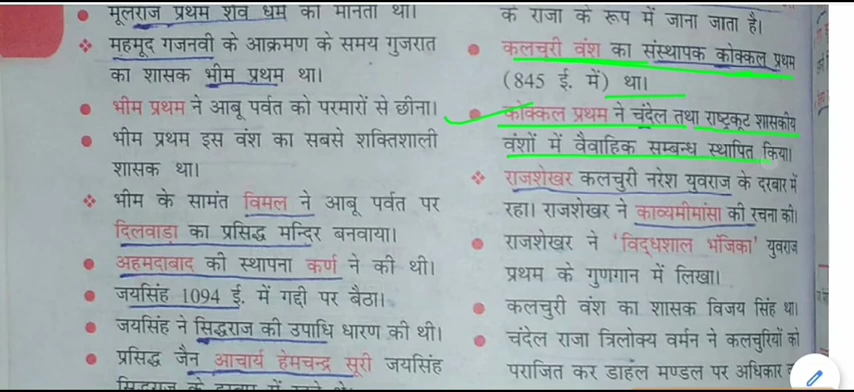 मूलराज प्रथम शैव धर्म को मानता था।
महमूद गजनवी के आक्रमण के समय गुजरात
का शासक भीम प्रथम था।
भीम प्रथम ने आबू पर्वत को परमारों से छीना।
भीम प्रथम इस वंश का सबसे शक्तिशाली
शासक था।
भीम के सामंत विमल ने आबू पर्वत पर
दिलवाड़ा का प्रसिद्ध मन्दिर बनवाया।
अहमदाबाद की स्थापना कर्ण ने की थी।
जयसिंह 1094 ई. में गद्दी पर बैठा।
जयसिंह ने सिद्धराज की उपाधि धारण की थी।
प्रसिद्ध जैन आचार्य हेमचन्द्र सूरी जयसिंह
सिद्धराज के दरबार में रहते थे।
के राजा के रूप में जाना जाता है।
कलचुरी वंश का संस्थापक कोक्कल प्रथम
(845 ई. में) था।
कोक्कल प्रथम ने चंदेल तथा राष्ट्रकूट शासकीय
वंशों में वैवाहिक सम्बन्ध स्थापित किया।
राजशेखर कलचुरी नरेश युवराज के दरबार में
रहा। राजशेखर ने काव्यमीमांसा की रचना की।
राजशेखर ने 'विद्धशाल भंजिका' युवराज
प्रथम के गुणगान में लिखा।
कलचुरी वंश का शासक विजय सिंह था।
चंदेल राजा त्रिलोक्य वर्मन ने कलचुरियों को
पराजित कर डाहल मण्डल पर अधिकार